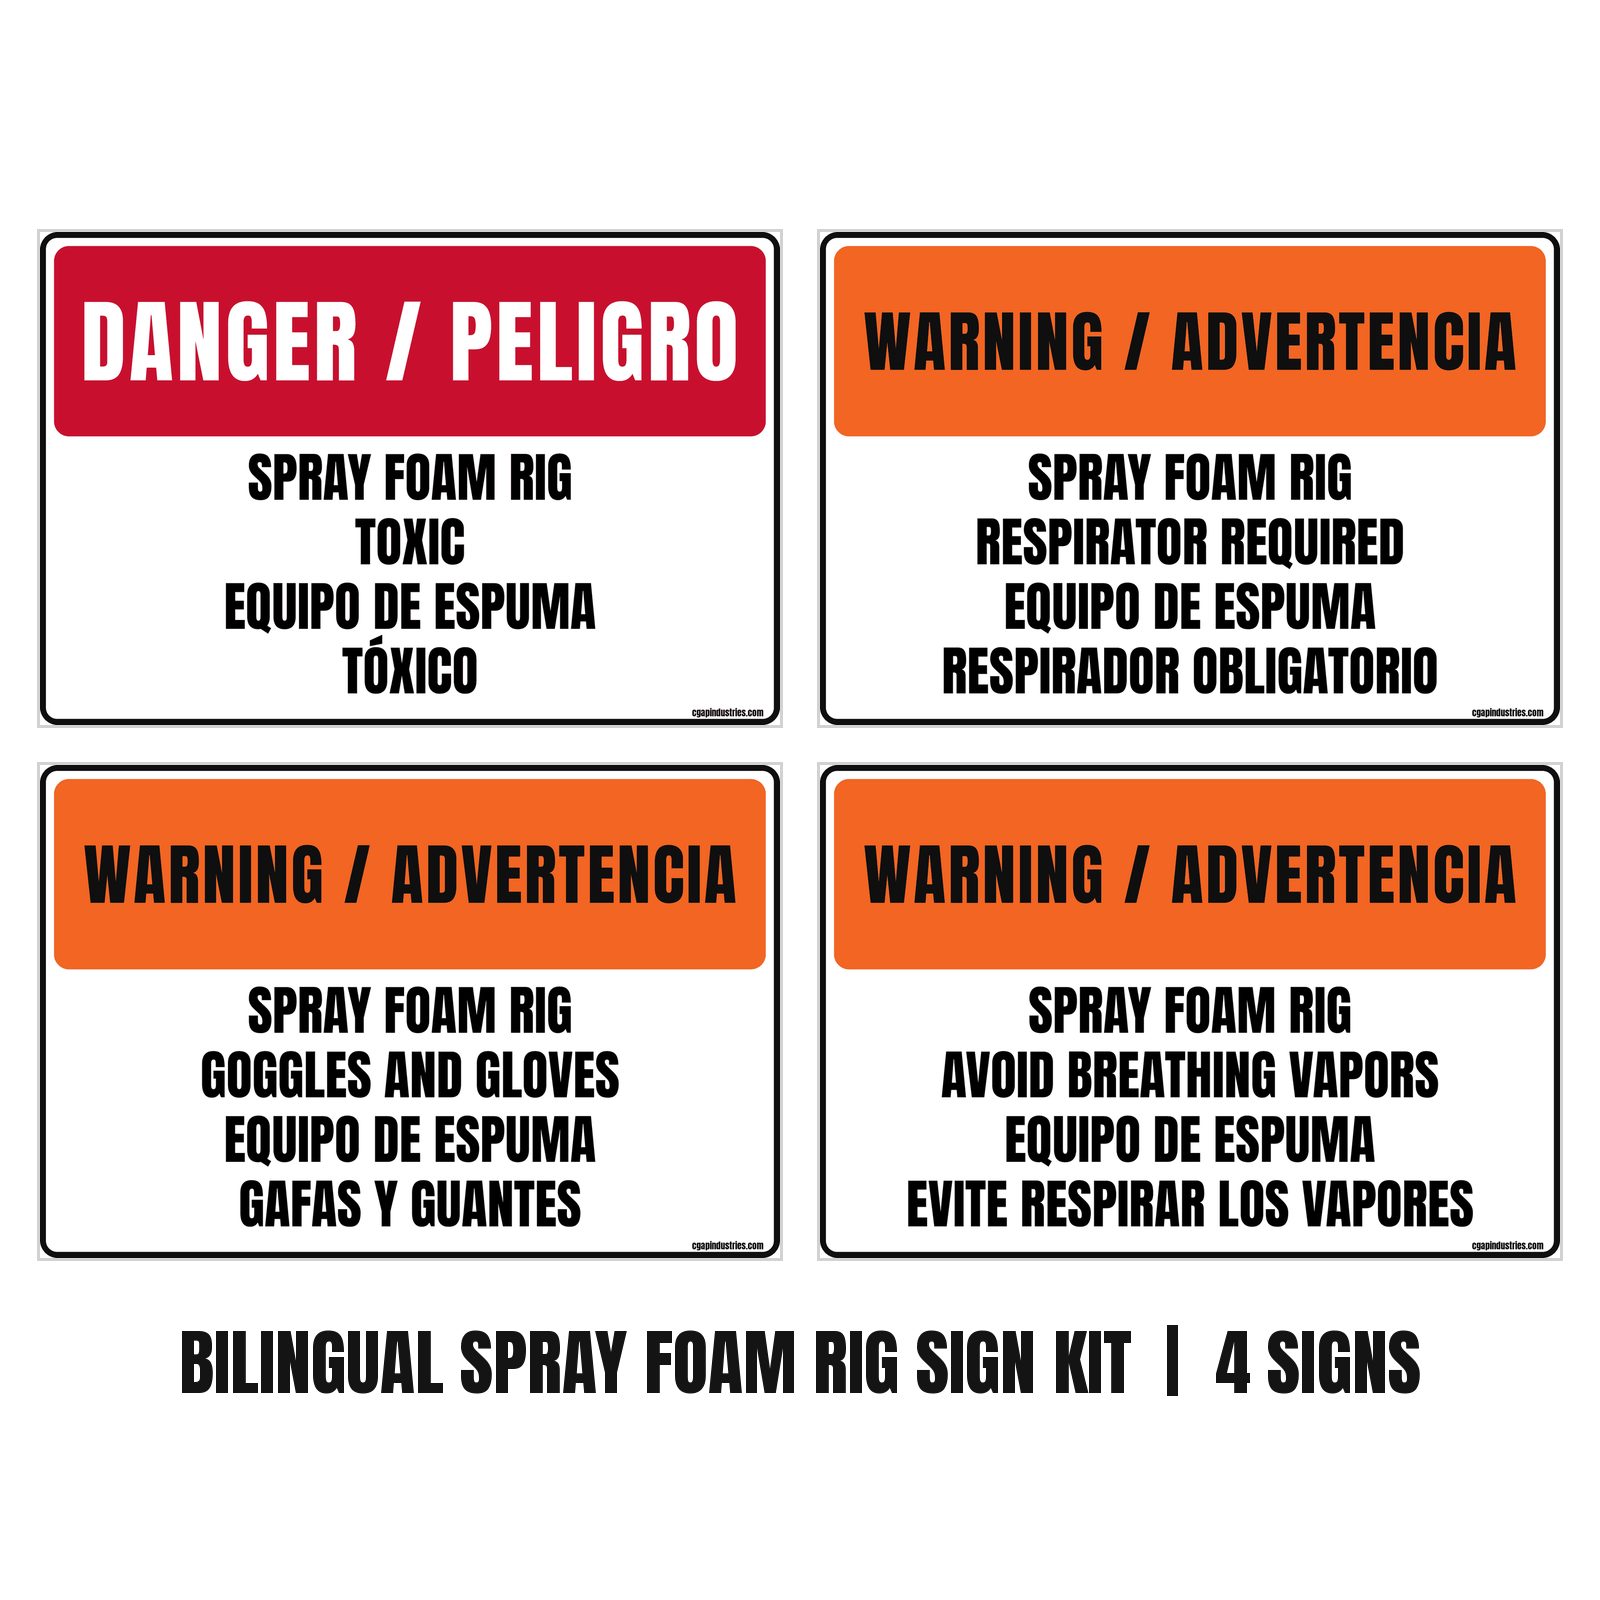 DANGER / PELIGRO
SPRAY FOAM RIG
TOXIC
EQUIPO DE ESPUMA
TÓXICO
cgapindustries.com
WARNING / ADVERTENCIA
SPRAY FOAM RIG
RESPIRATOR REQUIRED
EQUIPO DE ESPUMA
RESPIRADOR OBLIGATORIO
cgapindustries.com
WARNING / ADVERTENCIA
SPRAY FOAM RIG
GOGGLES AND GLOVES
EQUIPO DE ESPUMA
GAFAS Y GUANTES
cgapindustries.com
WARNING / ADVERTENCIA
SPRAY FOAM RIG
AVOID BREATHING VAPORS
EQUIPO DE ESPUMA
EVITE RESPIRAR LOS VAPORES
cgapindustries.com
BILINGUAL SPRAY FOAM RIG SIGN KIT | 4 SIGNS